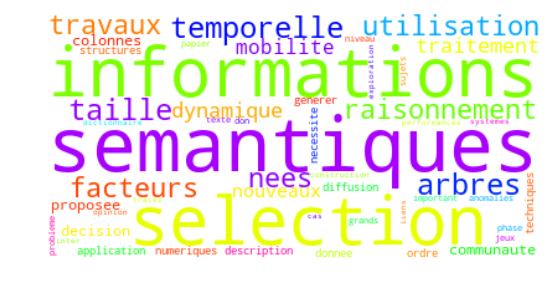 travaux temporelle utilisation
colonnes papier niveau
structures mobilite traitement
informations exploration sujets
generer
taille dynamique raisonnement
dictionnaire texte don necessite performances systemes
semantiques
nees construction
facteurs nouveaux diffusion arbres
proposee traces important anomalies techniques
opinion selection cas grands liens
decision phase
probleme inter jeux
application numeriques description donnee ordre communaute